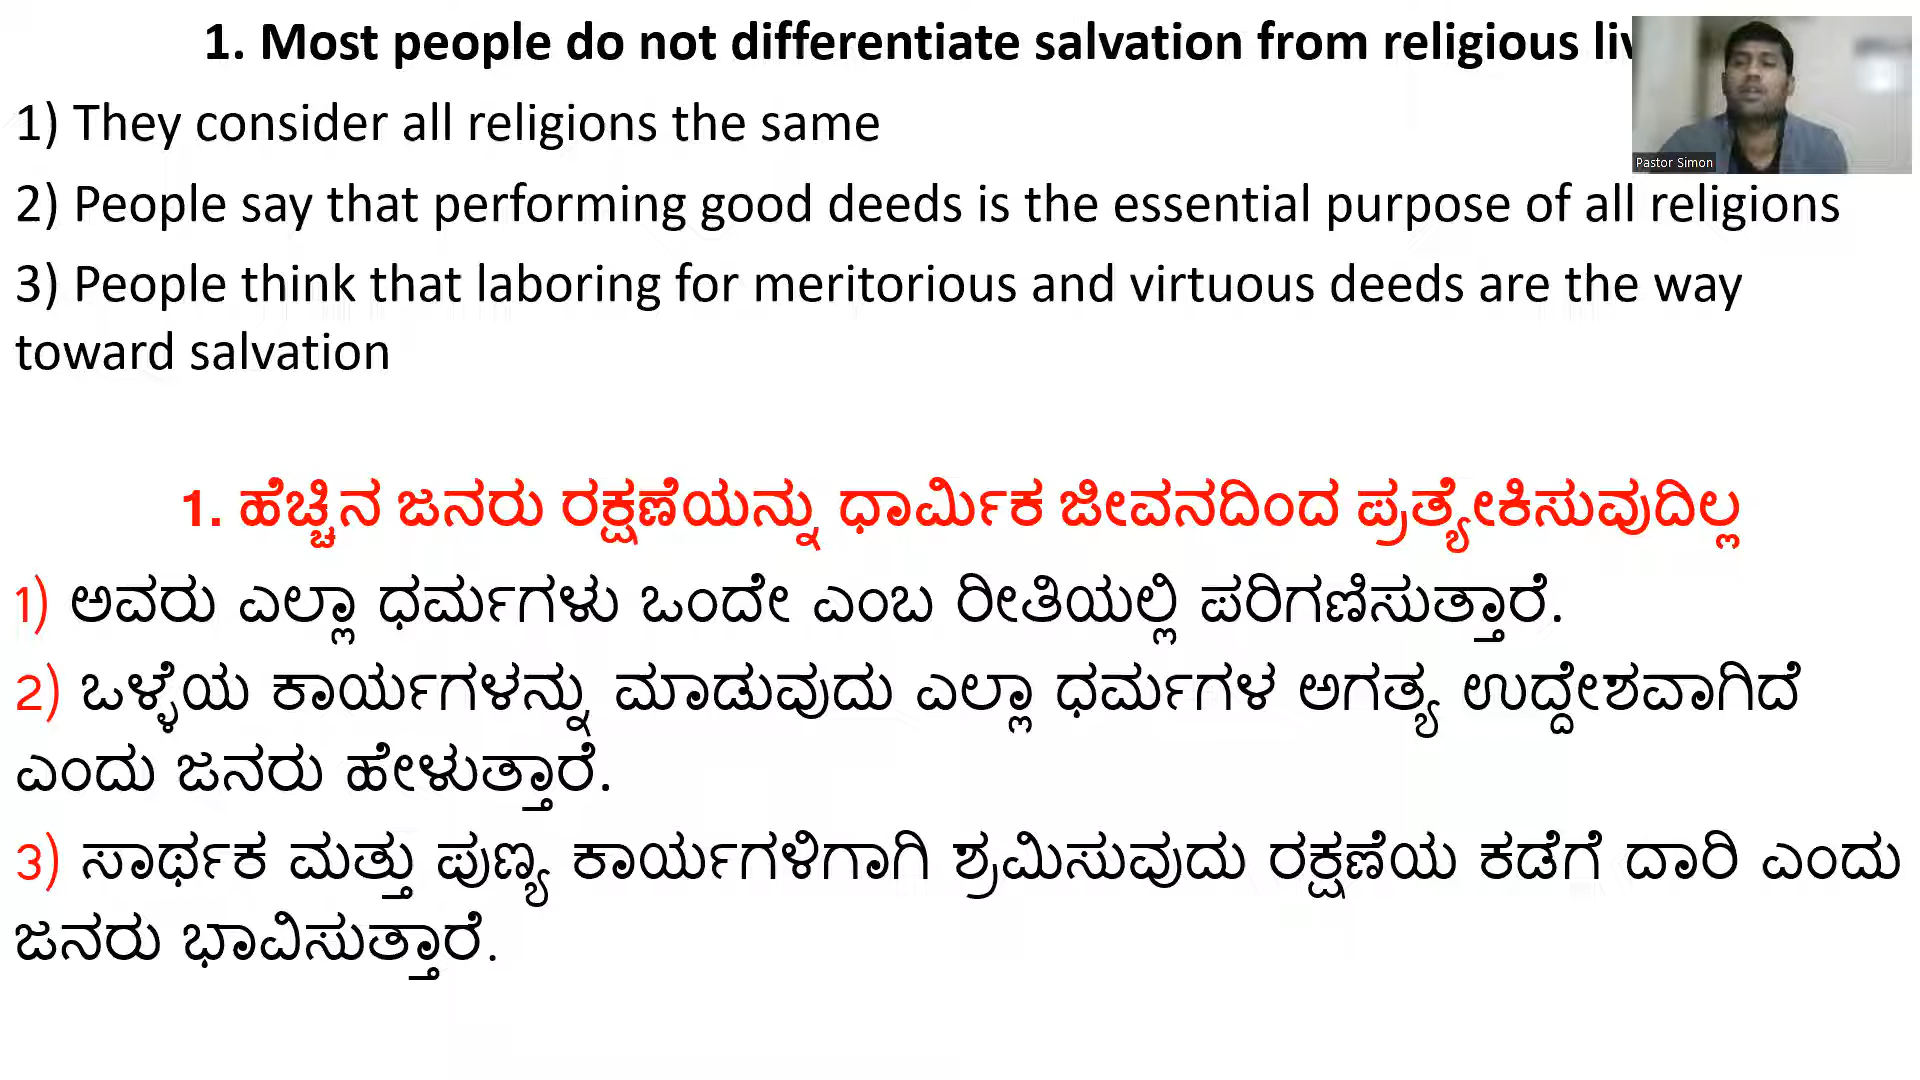 1. Most people do not differentiate salvation from religious
Pastor Simon
1) They consider all religions the same
2) People say that performing good deeds is the essential purpose of all religions
3) People think that laboring for meritorious and virtuous deeds are the way
toward salvation
1. ಹೆಚ್ಚಿನ ಜನರು ರಕ್ಷಣೆಯನ್ನು ಧಾರ್ಮಿಕ ಜೀವನದಿಂದ ಪ್ರತ್ಯೇಕಿಸುವುದಿಲ್ಲ
1) ಅವರು ಎಲ್ಲಾ ಧರ್ಮಗಳು ಒಂದೇ ಎಂಬ ರೀತಿಯಲ್ಲಿ ಪರಿಗಣಿಸುತ್ತಾರೆ.
2) ಒಳ್ಳೆಯ ಕಾರ್ಯಗಳನ್ನು ಮಾಡುವುದು ಎಲ್ಲಾ ಧರ್ಮಗಳ ಅಗತ್ಯ ಉದ್ದೇಶವಾಗಿದೆ
ಎಂದು ಜನರು ಹೇಳುತ್ತಾರೆ.
3) ಸಾರ್ಥಕ ಮತ್ತು ಪುಣ್ಯ ಕಾರ್ಯಗಳಿಗಾಗಿ ಶ್ರಮಿಸುವುದು ರಕ್ಷಣೆಯ ಕಡೆಗೆ ದಾರಿ ಎಂದು
ಜನರು ಭಾವಿಸುತ್ತಾರೆ.